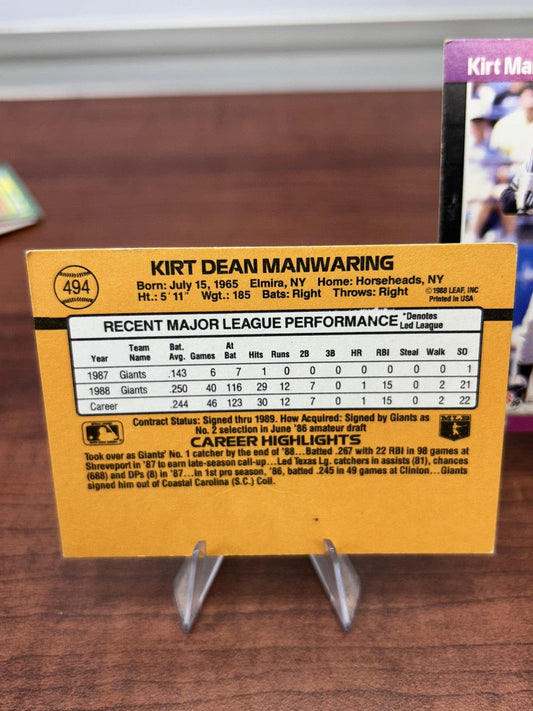 Kirt Ma
494
KIRT DEAN MANWARING
Born: July 15, 1965 Elmira, NY Home: Horseheads, NY
Ht.: 5' 11" Wgt.: 185 Bats: Right Throws: Right
©1988 LEAF, INC
Printed in USA
RECENT MAJOR LEAGUE PERFORMANCE *Denotes Led League
Year Team Name Bat. Avg. Games At Bat Hits Runs 2B 3B HR RBI Steal Walk SO
1987 Giants .143 6 7 1 0 0 0 0 0 0 0 1
1988 Giants .250 40 116 29 12 7 0 1 15 0 2 21
Career .244 46 123 30 12 7 0 1 15 0 2 22
Contract Status: Signed thru 1989. How Acquired: Signed by Giants as
No. 2 selection in June '86 amateur draft
MLB
CAREER HIGHLIGHTS
Took over as Giants' No. 1 catcher by the end of '88...Batted .267 with 22 RBI in 98 games at
Shreveport in '87 to earn late-season call-up...Led Texas Lg. catchers in assists (81), chances
(688) and DPs (8) in '87...in 1st pro season, '86, batted .245 in 49 games at Clinton...Giants
signed him out of Coastal Carolina (S.C.) Coll.